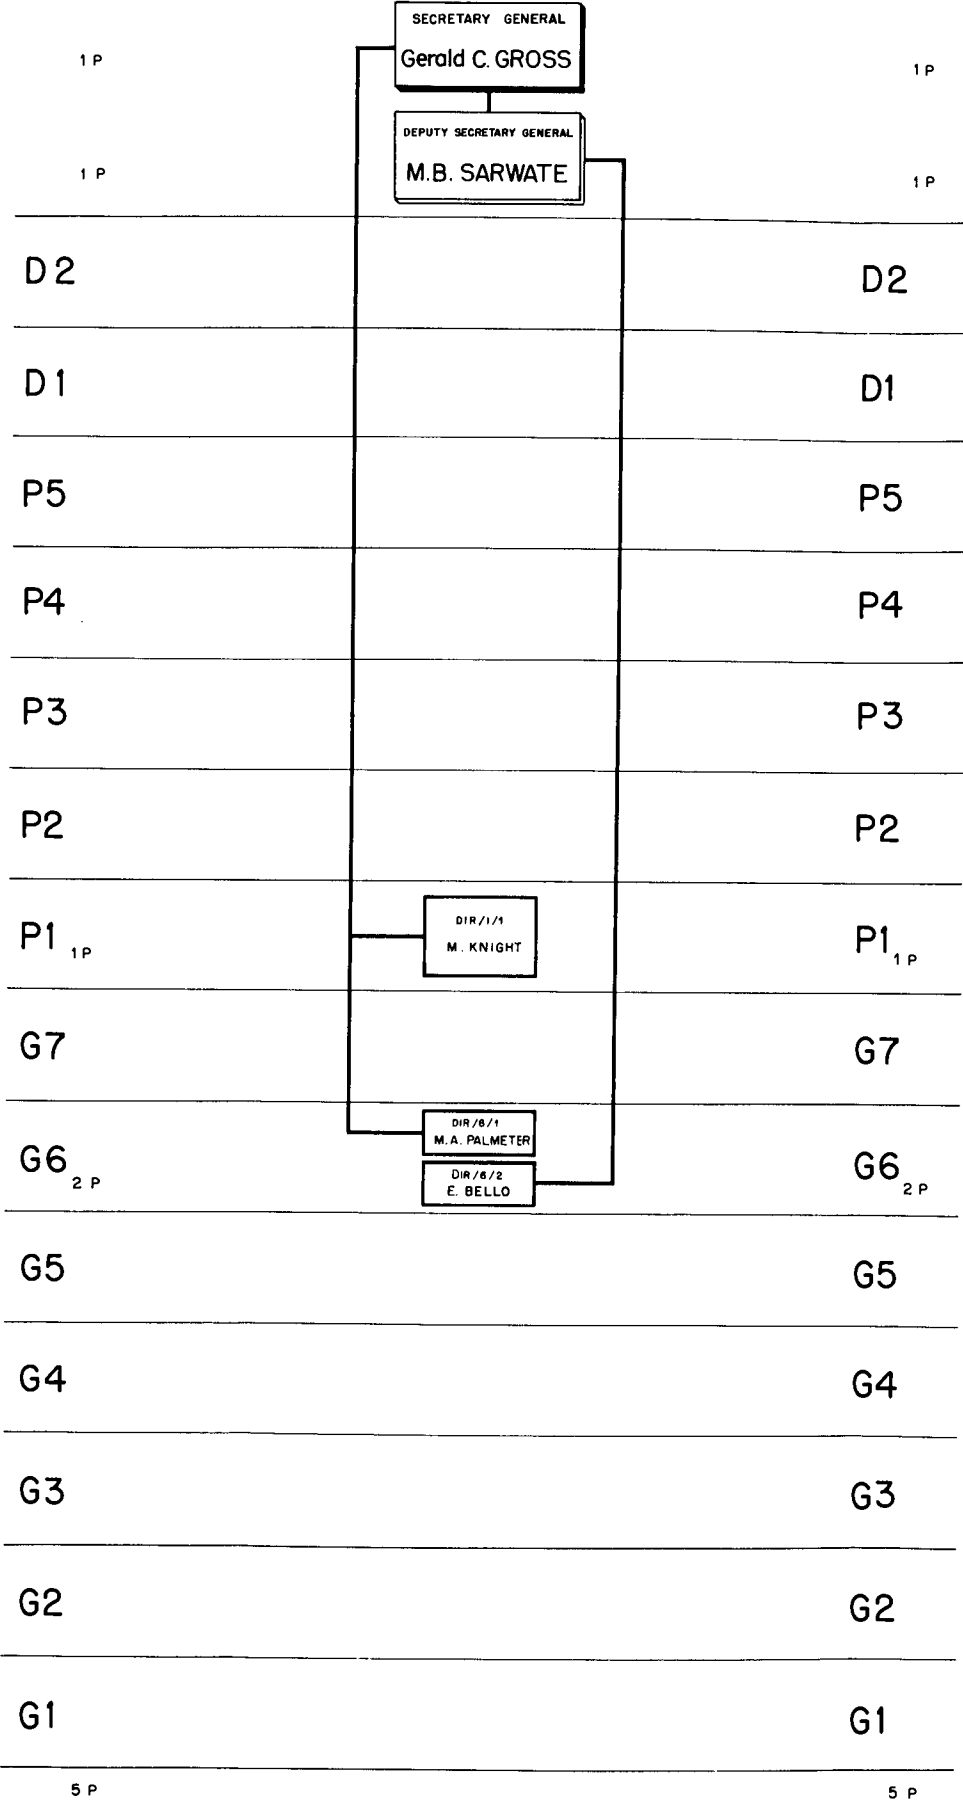 SECRETARY GENERAL
Gerald C. GROSS
1 P
1 P
DEPUTY SECRETARY GENERAL
M.B. SARWATE
1 P
1 P
D2
D2
D1
D1
P5
P5
P4
P4
P3
P3
P2
P2
DIR/1/1
M. KNIGHT
P1 1P
P1 1P
G7
G7
DIR/6/1
M.A. PALMETER
G6 2 P
G6 2 P
DIR/6/2
E. BELLO
G5
G5
G4
G4
G3
G3
G2
G2
G1
G1
5 P
5 P